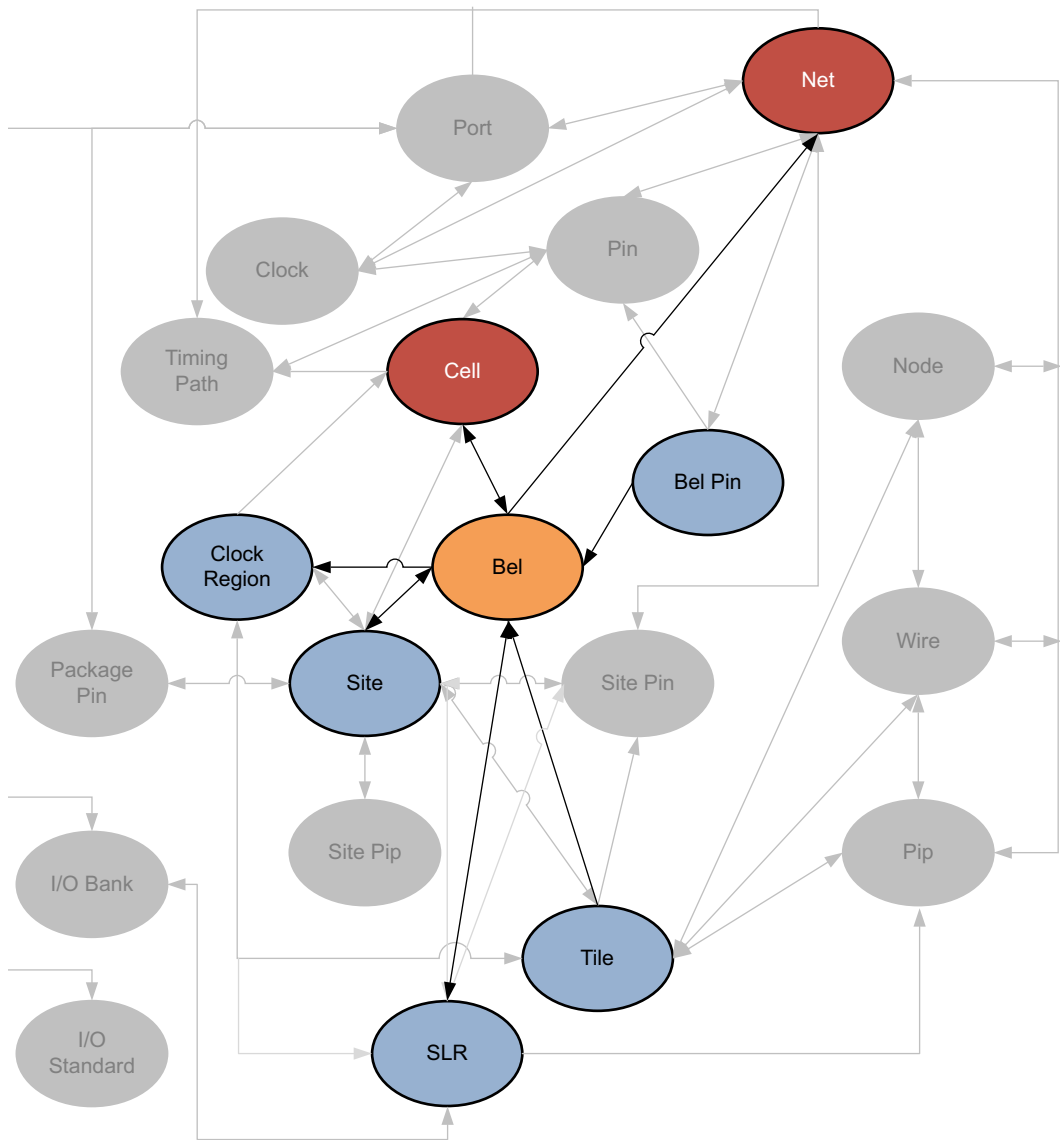 Net
Port
Pin
Clock
Timing
Path
Cell
Node
Bel Pin
Clock
Region
Bel
Wire
Package
Pin
Site
Site Pin
Site Pip
Pip
I/O Bank
Tile
I/O
Standard
SLR